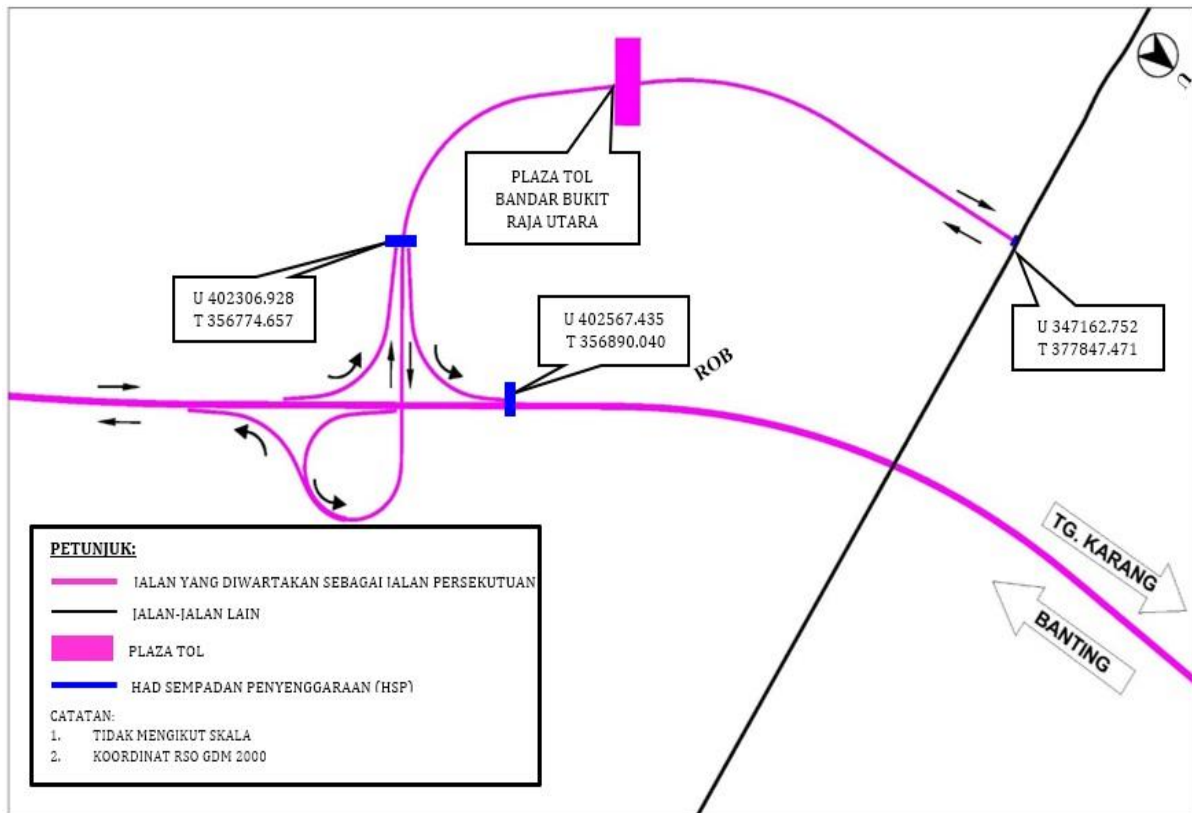 n
PLAZA TOL
BANDAR BUKIT
RAJA UTARA
U 402306.928
T 356774.657
U 402567.435
T 356890.040
ROB
U 347162.752
T 377847.471
TG. KARANG
BANTING
PETUNJUK:
JALAN YANG DIWARTAKAN SEBAGAI JALAN PERSEKUTUAN
JALAN-JALAN LAIN
PLAZA TOL
HAD SEMPADAN PENYENGGARAAN (HSP)
CATATAN:
1. TIDAK MENGIKUT SKALA
2. KOORDINAT RSO GDM 2000